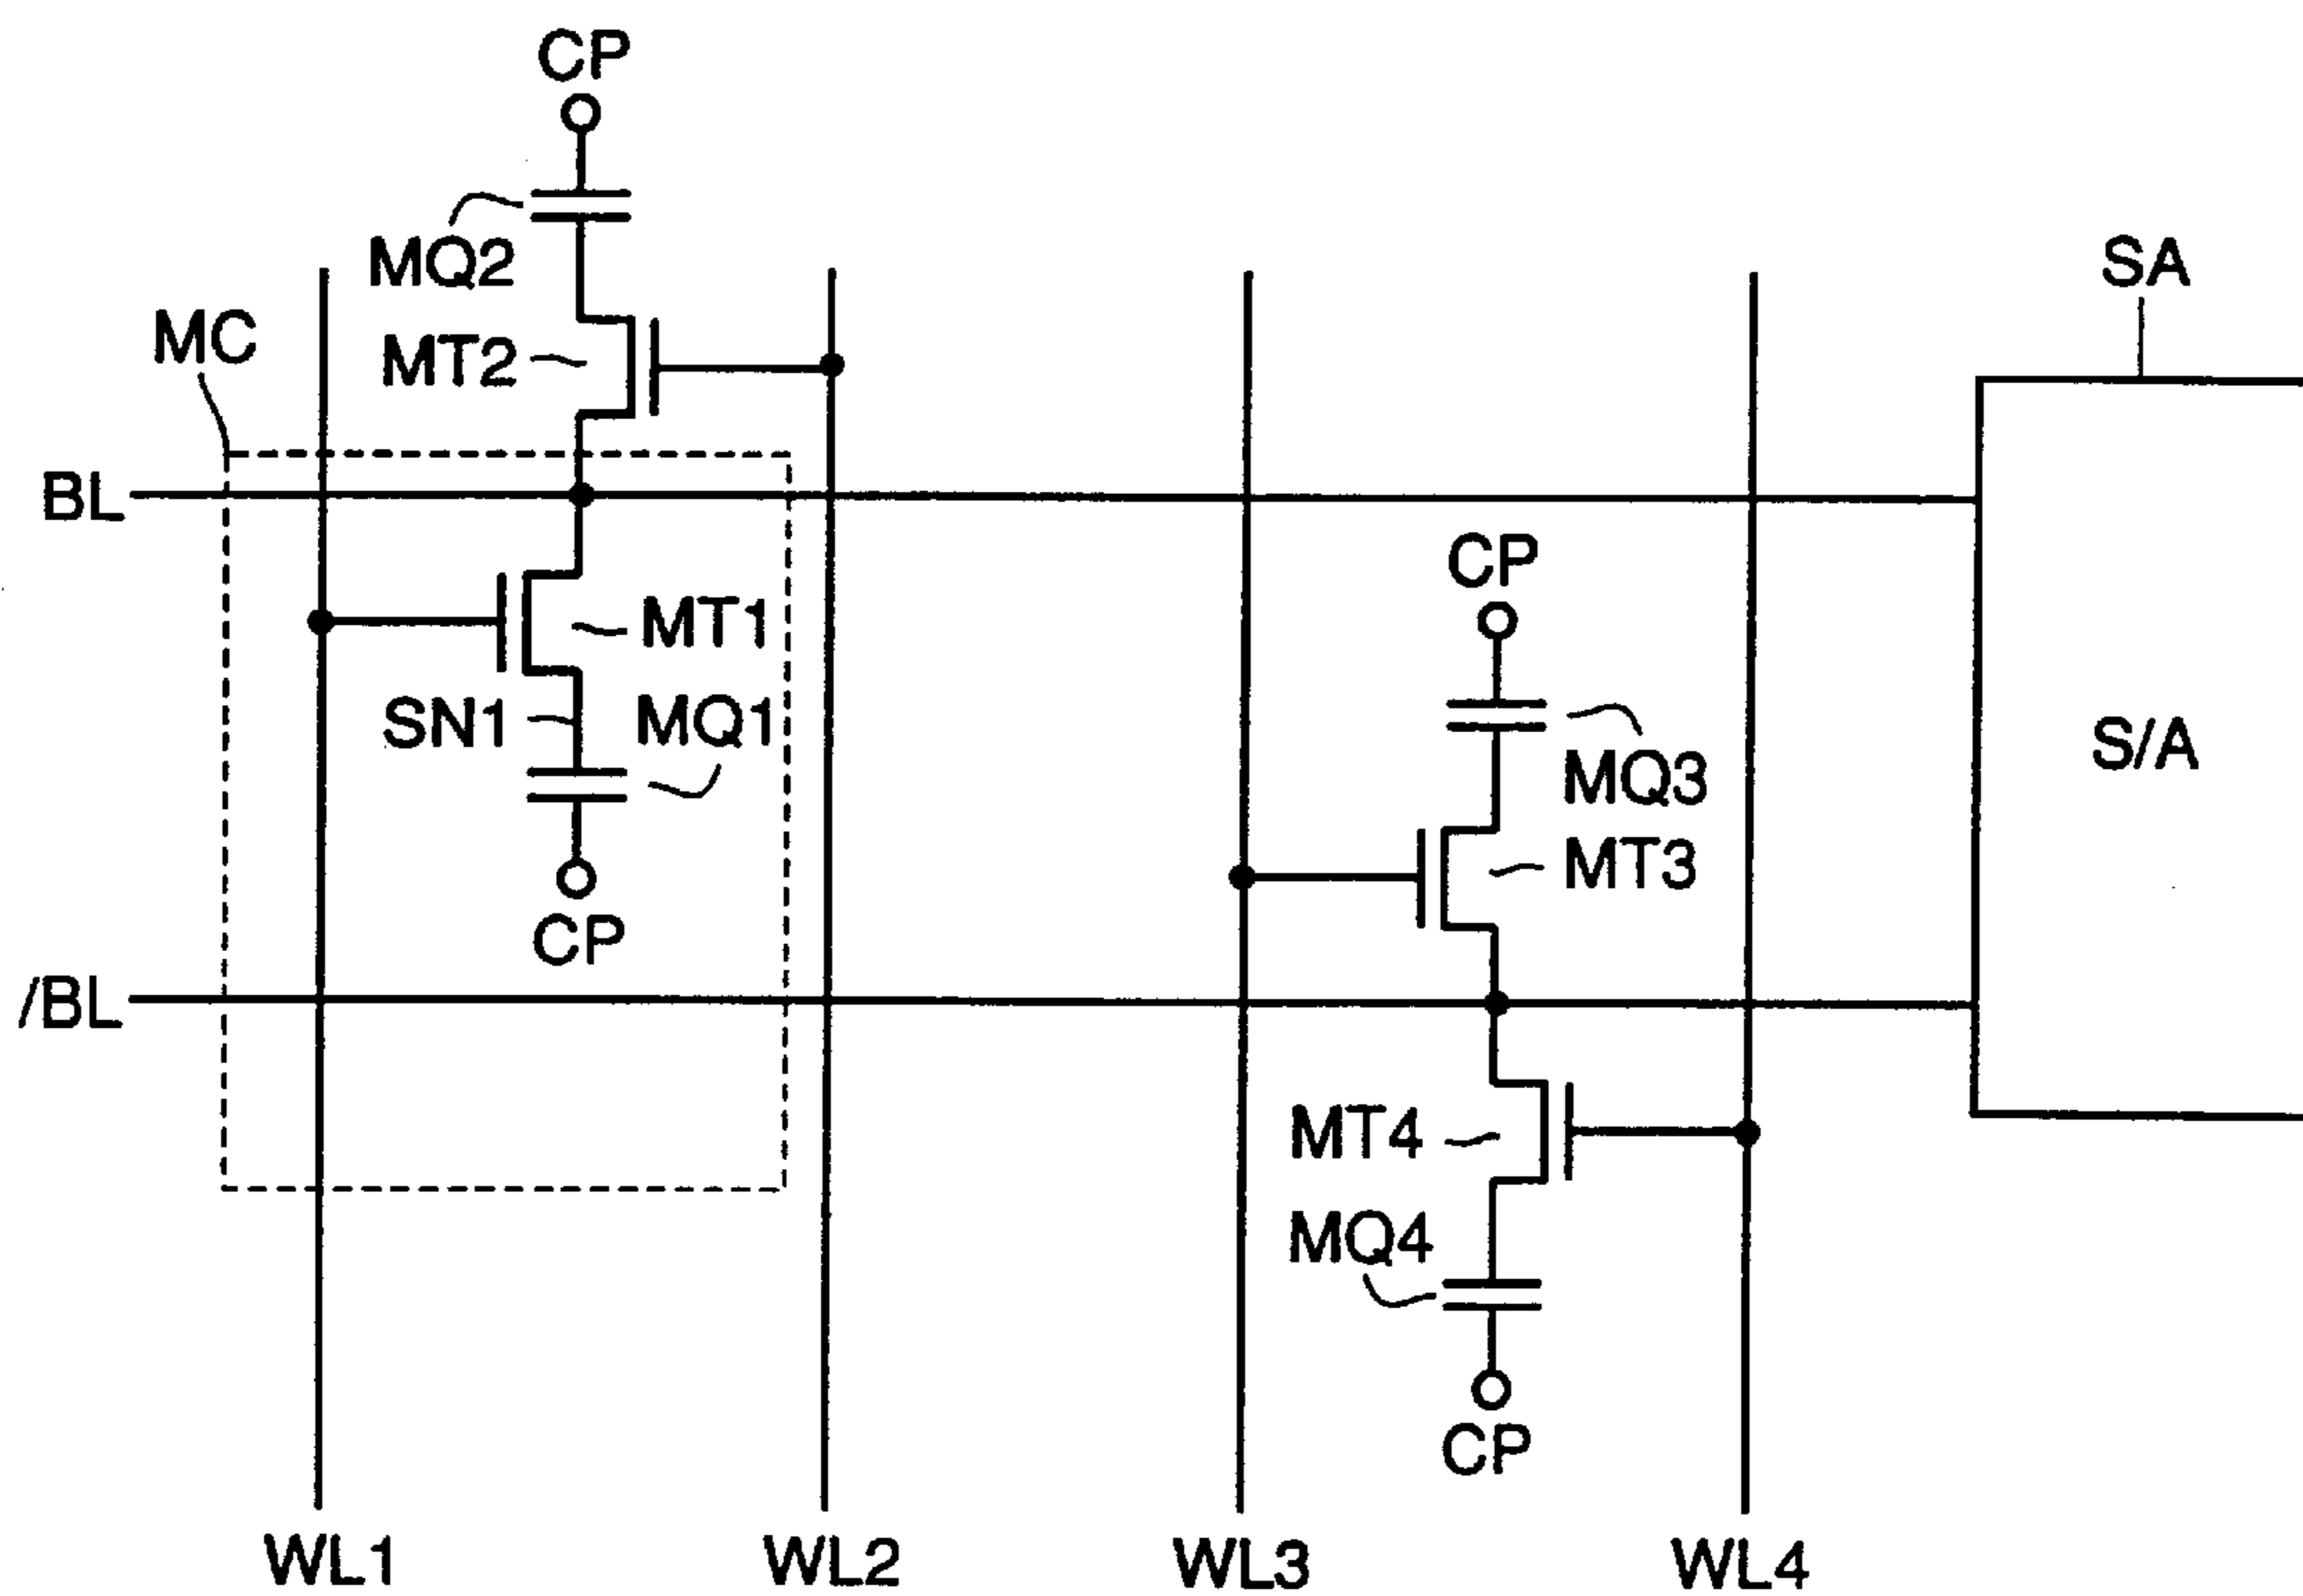 CP
MQ2
SA
MC
MT2
BL
CP
MT1
SN1
MQ1
S/A
MQ3
MT3
CP
/BL
MT4
MQ4
CP
WL1
WL2
WL3
WL4